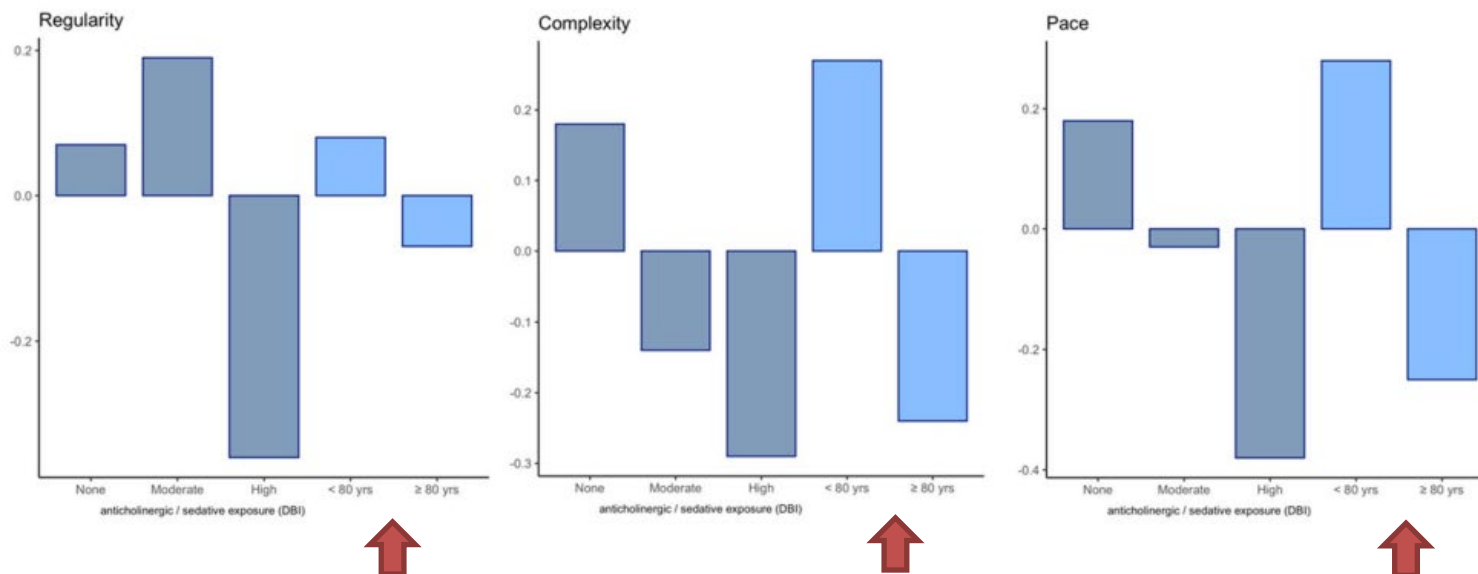 Regularity
0.2
0.0
-0.2
None Moderate High < 80 yrs ≥ 80 yrs
anticholinergic / sedative exposure (DBI)
Complexity
0.2
0.1
0.0
-0.1
-0.2
-0.3
None Moderate High < 80 yrs ≥ 80 yrs
anticholinergic / sedative exposure (DBI)
Pace
0.2
0.0
-0.2
-0.4
None Moderate High < 80 yrs ≥ 80 yrs
anticholinergic / sedative exposure (DBI)